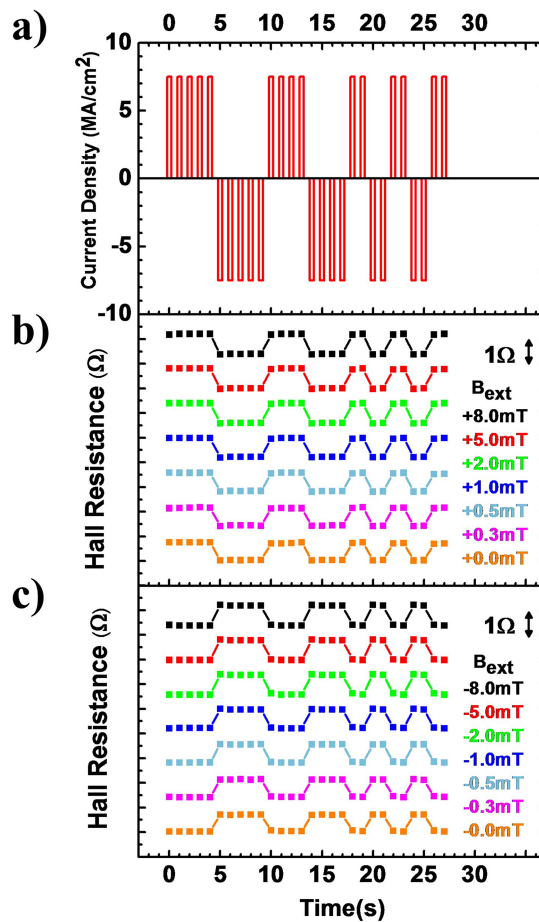 a)
0 5 10 15 20 25 30
10
5
0
-5
-10
Current Density (MA/cm²)
b)
Hall Resistance (Ω)
1Ω
B_ext
+8.0mT
+5.0mT
+2.0mT
+1.0mT
+0.5mT
+0.3mT
+0.0mT
c)
Hall Resistance (Ω)
1Ω
B_ext
-8.0mT
-5.0mT
-2.0mT
-1.0mT
-0.5mT
-0.3mT
-0.0mT
0 5 10 15 20 25 30
Time(s)